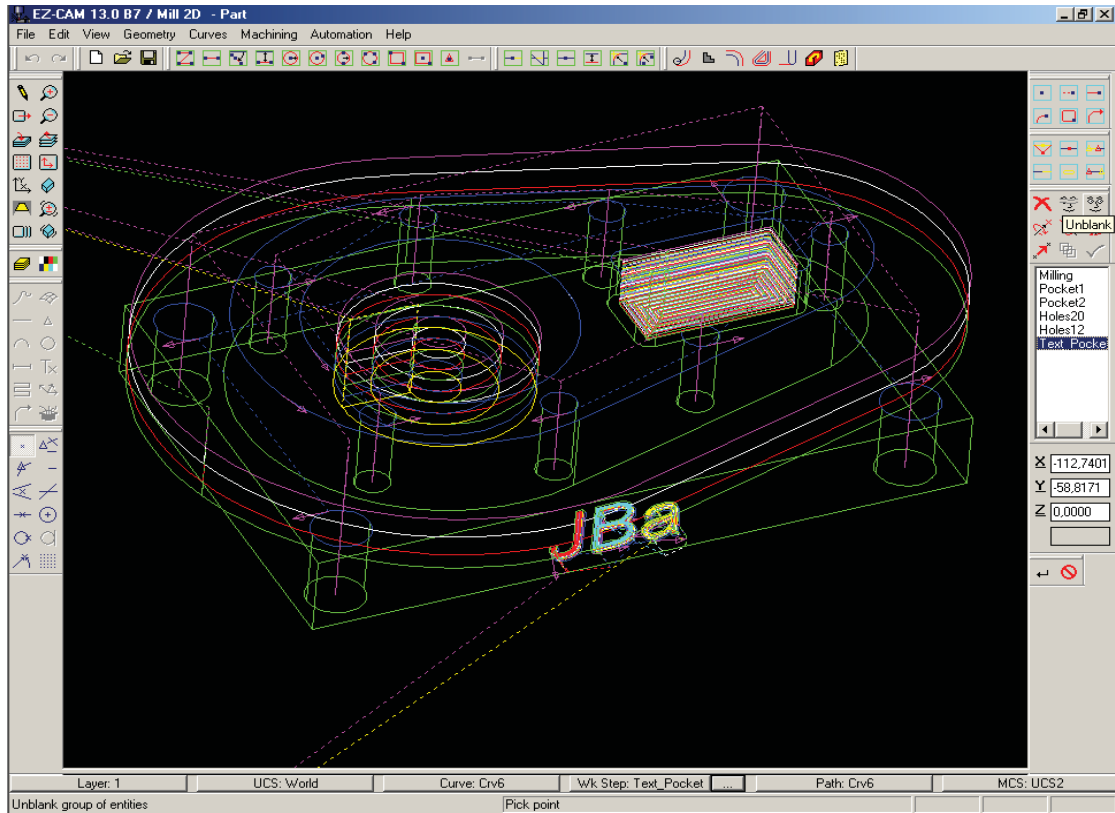 EZ-CAM 13.0 B7 / Mill 2D - Part
File Edit View Geometry Curves Machining Automation Help
Unblank
Milling
Pocket1
Pocket2
Holes20
Holes12
Text_Pocke
X -112,7401
Y -58,8171
Z 0,0000
JBa
Layer: 1 UCS: World Curve: Crv6 Wk Step: Text_Pocket ... Path: Crv6 MCS: UCS2
Unblank group of entities Pick point